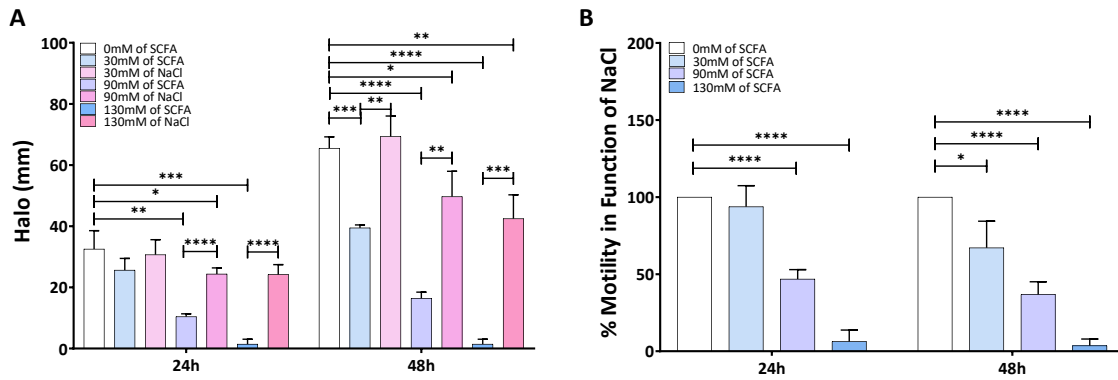 A
Halo (mm)
100
80
60
40
20
0
0mM of SCFA
30mM of SCFA
30mM of NaCl
90mM of SCFA
90mM of NaCl
130mM of SCFA
130mM of NaCl
***
*
**
****
****
**
****
*
****
***
**
**
***
24h
48h
B
% Motility in Function of NaCl
200
150
100
50
0
0mM of SCFA
30mM of SCFA
90mM of SCFA
130mM of SCFA
****
****
****
****
*
24h
48h